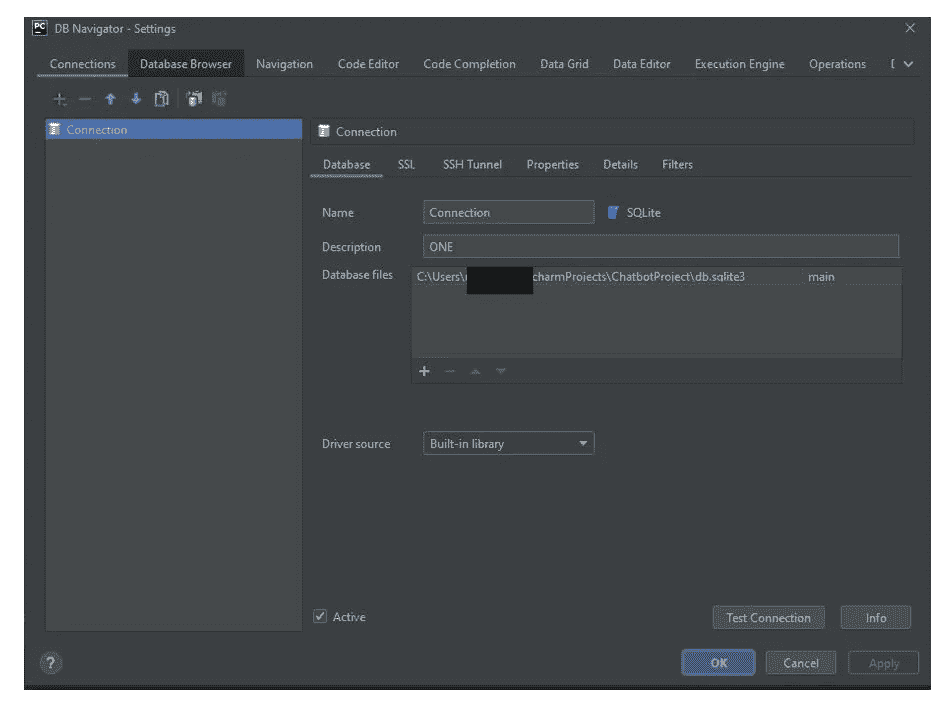 PC DB Navigator - Settings
Connections Database Browser Navigation Code Editor Code Completion Data Grid Data Editor Execution Engine Operations
Connection
Connection
Database SSL SSH Tunnel Properties Details Filters
Name Connection SQLite
Description ONE
Database files C:\Users\ charmProjects\ChatbotProject\db.sqlite3 main
Driver source Built-in library
Active
Test Connection Info
? OK Cancel Apply